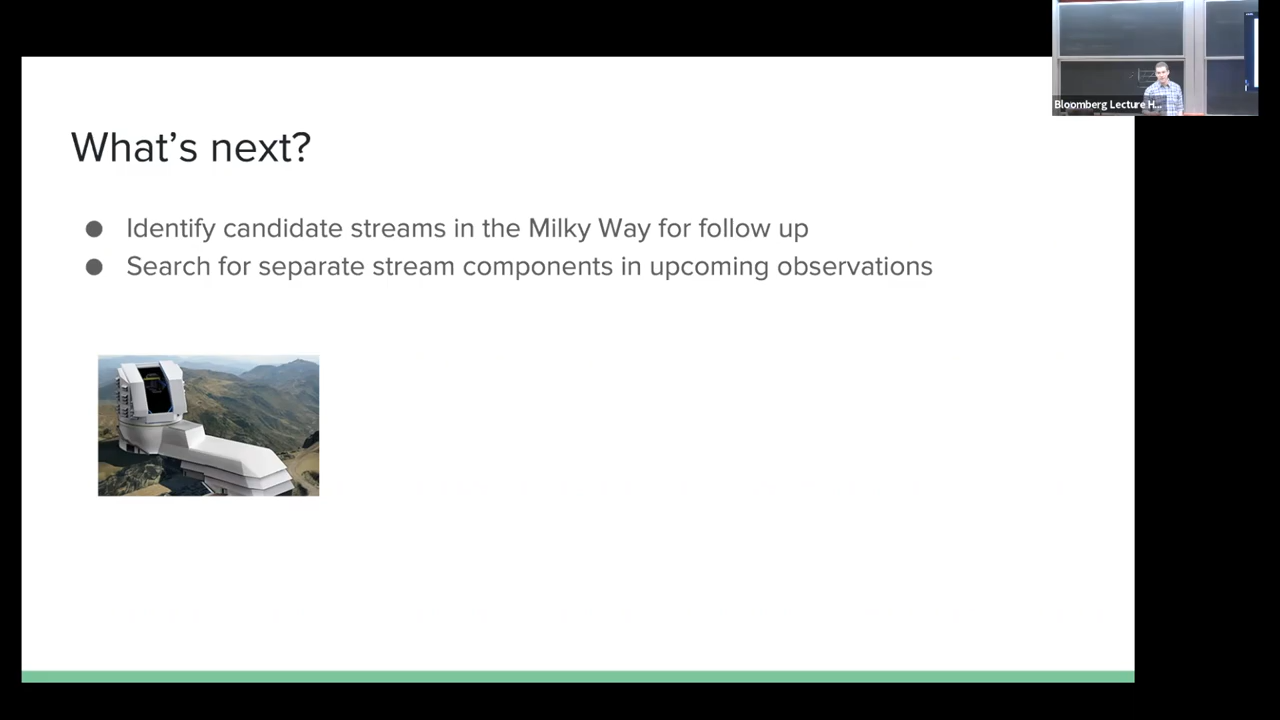 Bloomberg Lecture H...
What's next?
● Identify candidate streams in the Milky Way for follow up
● Search for separate stream components in upcoming observations